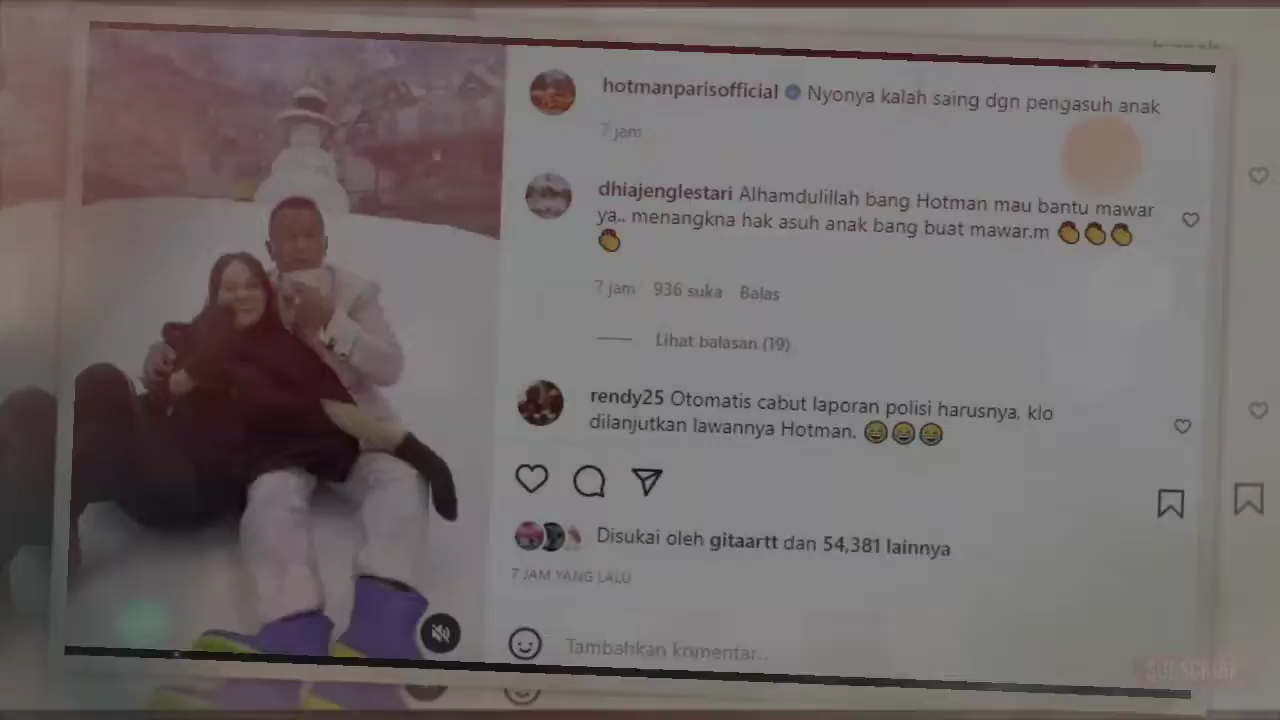 hotmanparisofficial Nyonya kalah saing dgn pengasuh anak
7 jam
dhiajenglestari Alhamdulillah bang Hotman mau bantu mawar
ya.. menangkna hak asuh anak bang buat mawar.m
7 jam 936 suka Balas
Lihat balasan (19)
rendy25 Otomatis cabut laporan polisi harusnya, klo
dilanjutkan lawannya Hotman.
Disukai oleh gitaartt dan 54,381 lainnya
7 JAM YANG LALU
Tambahkan komentar..
SUBSCRIBE